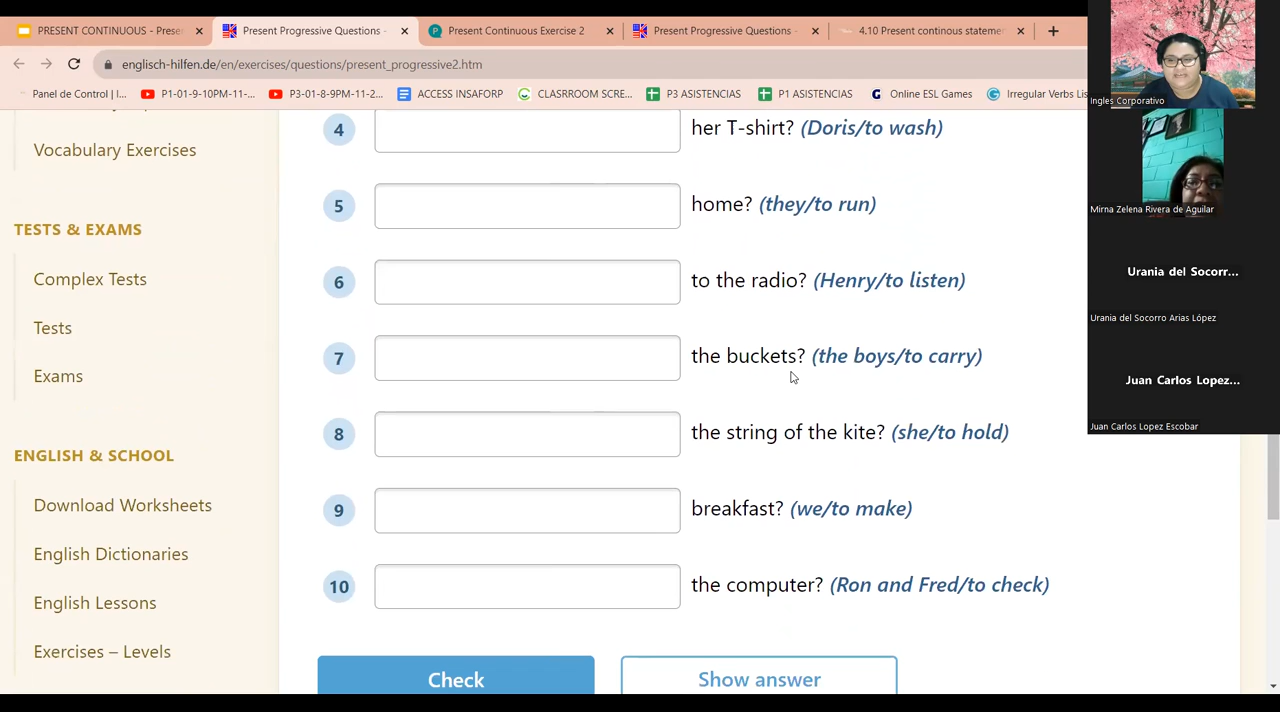 PRESENT CONTINUOUS - Prese
Present Progressive Questions -
Present Continuous Exercise 2
Present Progressive Questions -
4.10 Present continous stateme
englisch-hilfen.de/en/exercises/questions/present_progressive2.htm
Panel de Control | I...
P1-01-9-10PM-11-...
P3-01-8-9PM-11-2...
ACCESS INSAFORP
CLASRROOM SCRE...
P3 ASISTENCIAS
P1 ASISTENCIAS
Online ESL Games
Irregular Verbs Lis
Vocabulary Exercises
TESTS & EXAMS
Complex Tests
Tests
Exams
ENGLISH & SCHOOL
Download Worksheets
English Dictionaries
English Lessons
Exercises – Levels
4 her T-shirt? (Doris/to wash)
5 home? (they/to run)
6 to the radio? (Henry/to listen)
7 the buckets? (the boys/to carry)
8 the string of the kite? (she/to hold)
9 breakfast? (we/to make)
10 the computer? (Ron and Fred/to check)
Check
Show answer
Ingles Corporativo
Mirna Zelena Rivera de Aguilar
Urania del Socorr...
Urania del Socorro Arias López
Juan Carlos Lopez...
Juan Carlos Lopez Escobar